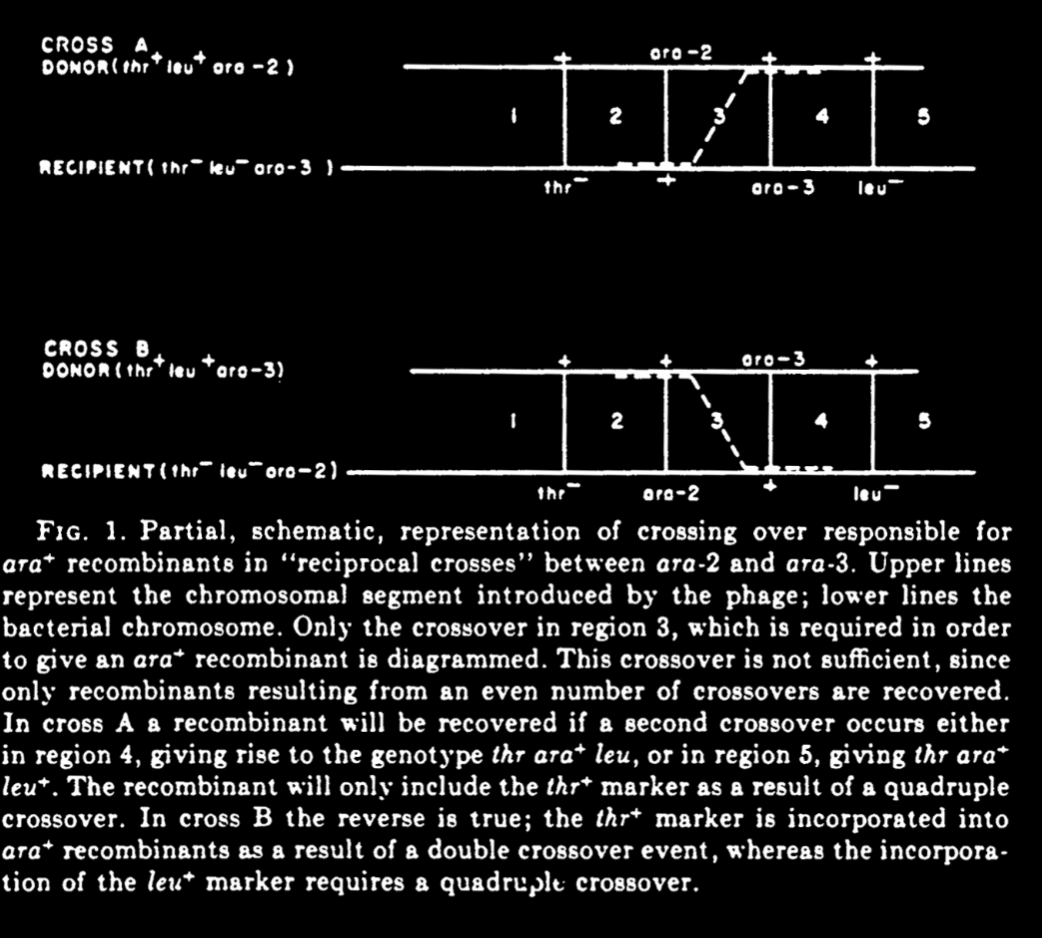 CROSS A
DONOR(thr+ leu+ ara-2)
+ ara-2 + +
1 2 3 4 5
RECIPIENT(thr− leu− ara-3)
thr− + ara-3 leu−
CROSS B
DONOR(thr+ leu+ ara-3)
+ + ara-3 +
1 2 3 4 5
RECIPIENT(thr− leu− ara-2)
thr− ara-2 + leu−
FIG. 1. Partial, schematic, representation of crossing over responsible for
ara+ recombinants in "reciprocal crosses" between ara-2 and ara-3. Upper lines
represent the chromosomal segment introduced by the phage; lower lines the
bacterial chromosome. Only the crossover in region 3, which is required in order
to give an ara+ recombinant is diagrammed. This crossover is not sufficient, since
only recombinants resulting from an even number of crossovers are recovered.
In cross A a recombinant will be recovered if a second crossover occurs either
in region 4, giving rise to the genotype thr ara+ leu, or in region 5, giving thr ara+
leu+. The recombinant will only include the thr+ marker as a result of a quadruple
crossover. In cross B the reverse is true; the thr+ marker is incorporated into
ara+ recombinants as a result of a double crossover event, whereas the incorpora-
tion of the leu+ marker requires a quadruple crossover.